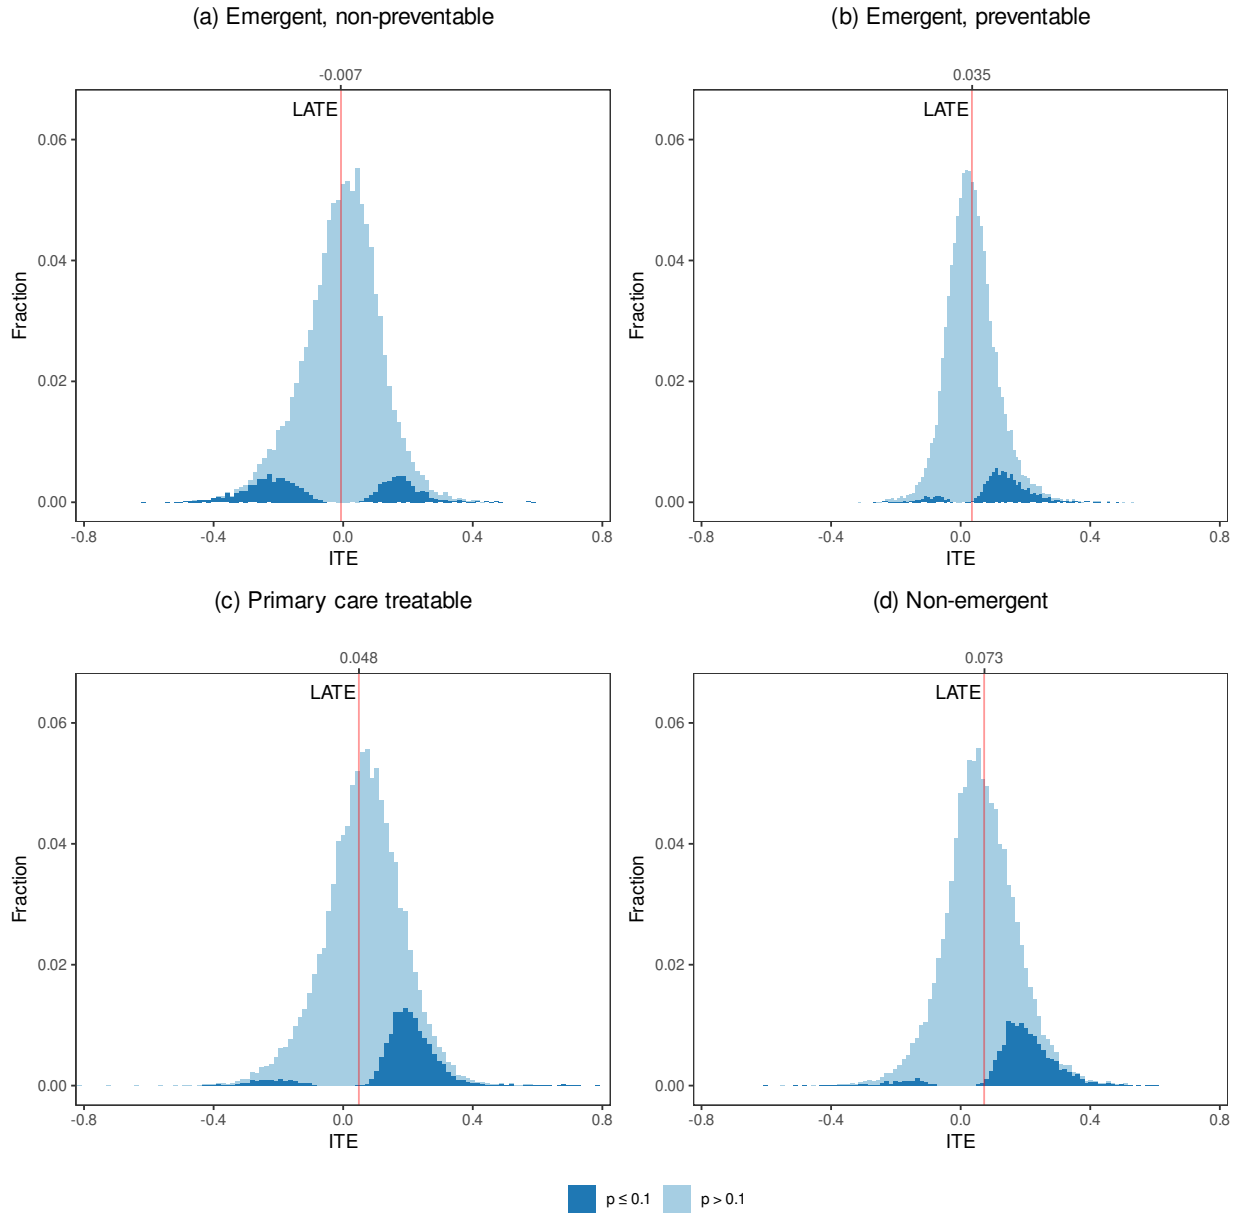 (a) Emergent, non-preventable
-0.007
LATE
0.06
0.04
0.02
0.00
Fraction
-0.8 -0.4 0.0 0.4 0.8
ITE
(b) Emergent, preventable
0.035
LATE
0.06
0.04
0.02
0.00
Fraction
-0.8 -0.4 0.0 0.4 0.8
ITE
(c) Primary care treatable
0.048
LATE
0.06
0.04
0.02
0.00
Fraction
-0.8 -0.4 0.0 0.4 0.8
ITE
(d) Non-emergent
0.073
LATE
0.06
0.04
0.02
0.00
Fraction
-0.8 -0.4 0.0 0.4 0.8
ITE
p ≤ 0.1 p > 0.1